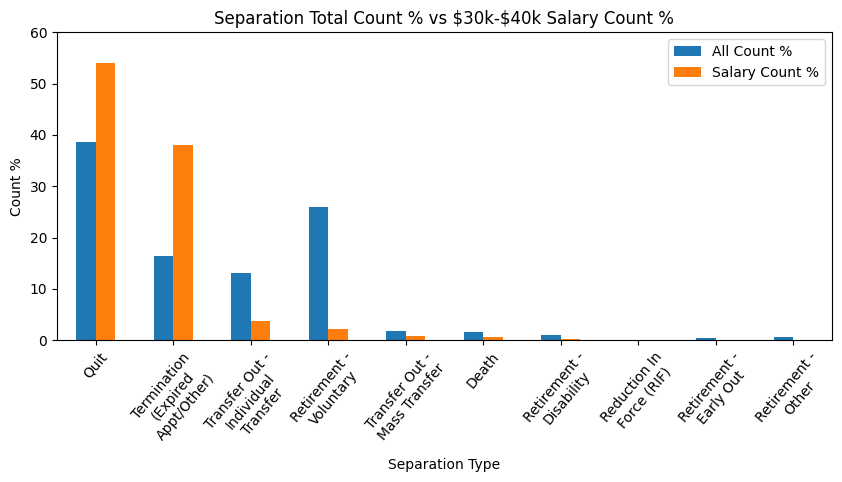 Separation Total Count % vs $30k-$40k Salary Count %
All Count %
Salary Count %
Count %
60
50
40
30
20
10
0
Quit
Termination
(Expired
Appt/Other)
Transfer Out -
Individual
Transfer
Retirement -
Voluntary
Transfer Out -
Mass Transfer
Death
Retirement -
Disability
Reduction In
Force (RIF)
Retirement -
Early Out
Retirement -
Other
Separation Type